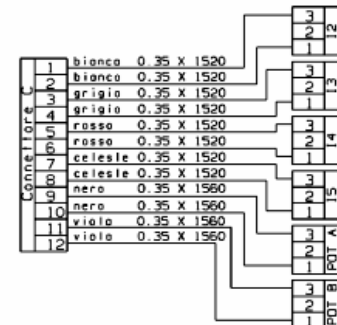 Connettore C
1 bianco 0.35 X 1520
2 bianco 0.35 X 1520
3 grigio 0.35 X 1520
4 grigio 0.35 X 1520
5 rosso 0.35 X 1520
6 rosso 0.35 X 1520
7 celeste 0.35 X 1520
8 celeste 0.35 X 1520
9 nero 0.35 X 1560
10 nero 0.35 X 1560
11 viola 0.35 X 1560
12 viola 0.35 X 1560
3
2
1
I2
3
2
1
I3
3
2
1
I4
3
2
1
I5
3
2
1
POT A
3
2
1
POT B